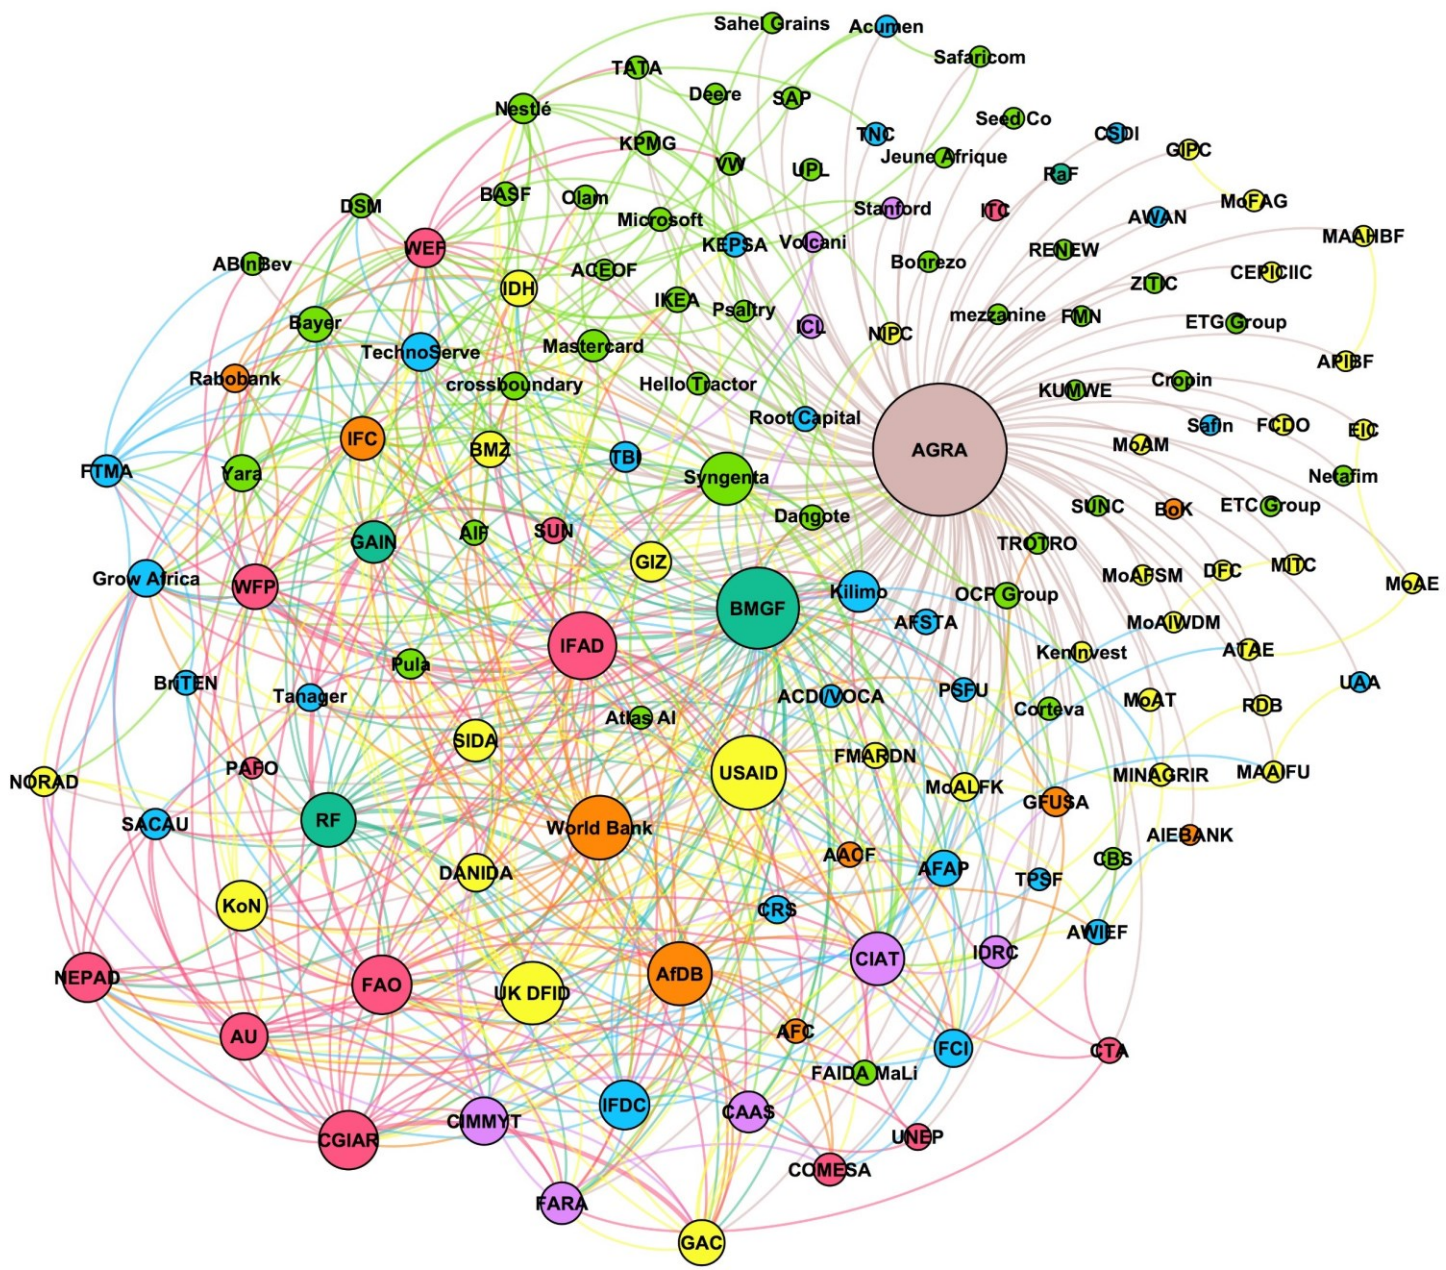 Sahel Grains
Acumen
Safaricom
TATA
Deere
SAP
Nestlé
Seed Co
TNC
CSDI
KPMG
GIPC
Jeune Afrique
VW
UPL
RaF
BASF
Olam
DSM
Stanford
ITC
MoFAG
AWAN
Microsoft
MAAHBF
WEF
KEPSA
Volcani
RENEW
ABInBev
Bonrezo
ACEOF
CEPICIIC
ZITIC
IDH
IKEA
Psaltry
mezzanine
FMN
Bayer
ICL
ETG Group
NIPC
Mastercard
TechnoServe
APIBF
Rabobank
crossboundary
Hello Tractor
Cropin
KUMWE
Root Capital
Safin
FCDO
EIC
IFC
MoAM
BMZ
AGRA
TBI
FTMA
Yara
Syngenta
Netafim
SUNC
BoK
ETC Group
Dangote
AIF
SUN
GAIN
TROTRO
GIZ
MITC
DFC
MoAFSM
Grow Africa
WFP
MoAE
Kilimo
OCP Group
BMGF
AFSTA
MoAIWDM
IFAD
KenInvest
ATAE
Pula
BriTEN
UAA
PSFU
Tanager
ACDI/VOCA
MoAT
RDB
Corteva
Atlas AI
SIDA
FMARDN
PAFO
USAID
MINAGRIR
MAAIFU
NORAD
MoALFK
GFUSA
RF
SACAU
World Bank
AIEBANK
AACF
CBS
DANIDA
AFAP
TPSF
KoN
CRS
AWIEF
IDRC
CIAT
NEPAD
AfDB
FAO
UK DFID
AFC
AU
FCI
CTA
FAIDA MaLi
IFDC
CAAS
CIMMYT
CGIAR
UNEP
COMESA
FARA
GAC